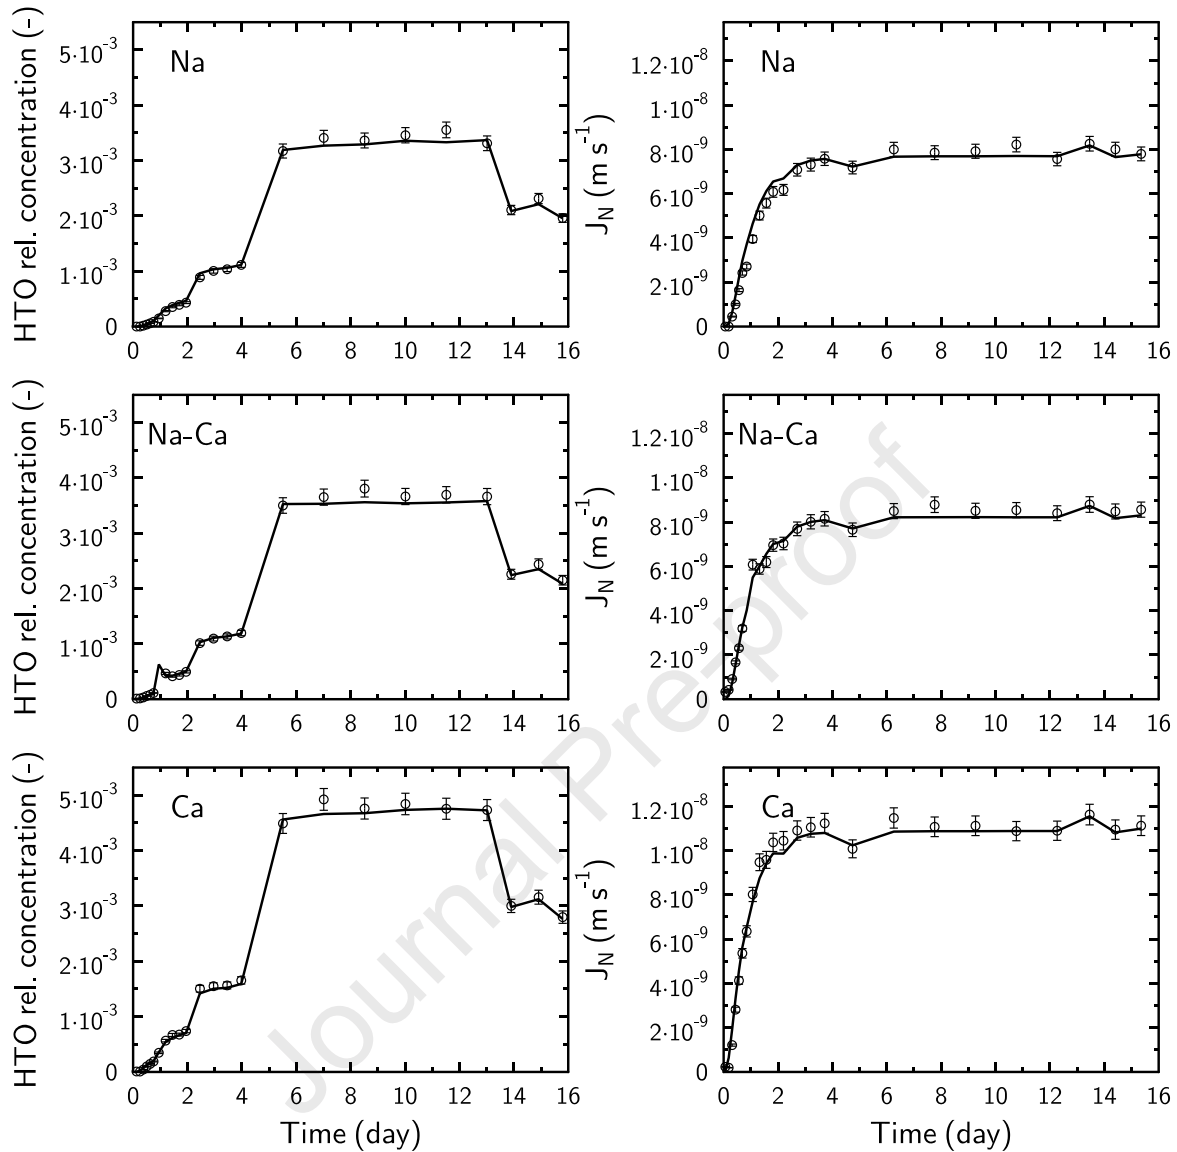 HTO rel. concentration (-)
5·10-3
4·10-3
3·10-3
2·10-3
1·10-3
0
Na
0 2 4 6 8 10 12 14 16
JN (m s-1)
1.2·10-8
1·10-8
8·10-9
6·10-9
4·10-9
2·10-9
0
Na
0 2 4 6 8 10 12 14 16
HTO rel. concentration (-)
5·10-3
4·10-3
3·10-3
2·10-3
1·10-3
0
Na-Ca
0 2 4 6 8 10 12 14 16
JN (m s-1)
1.2·10-8
1·10-8
8·10-9
6·10-9
4·10-9
2·10-9
0
Na-Ca
0 2 4 6 8 10 12 14 16
HTO rel. concentration (-)
5·10-3
4·10-3
3·10-3
2·10-3
1·10-3
0
Ca
0 2 4 6 8 10 12 14 16
Time (day)
JN (m s-1)
1.2·10-8
1·10-8
8·10-9
6·10-9
4·10-9
2·10-9
0
Ca
0 2 4 6 8 10 12 14 16
Time (day)
Journal Pre-proof